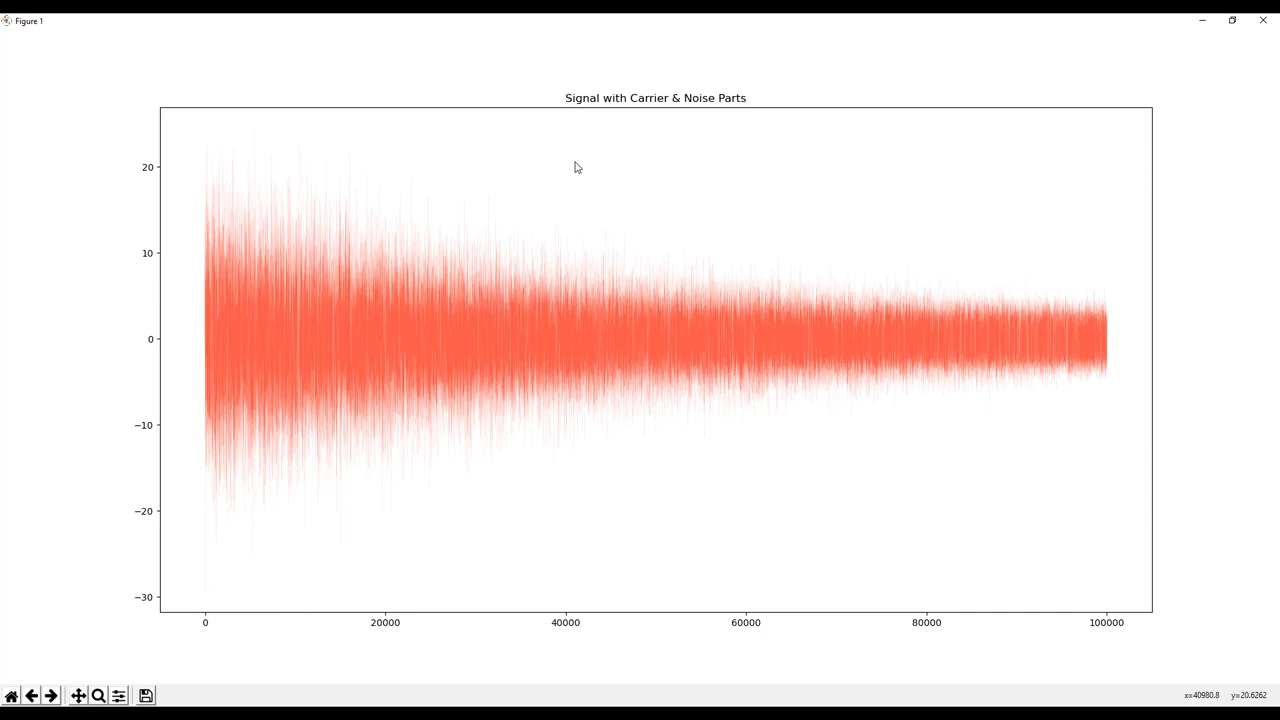 Figure 1
Signal with Carrier & Noise Parts
20
10
0
−10
−20
−30
0 20000 40000 60000 80000 100000
x=40980.8 y=20.6262